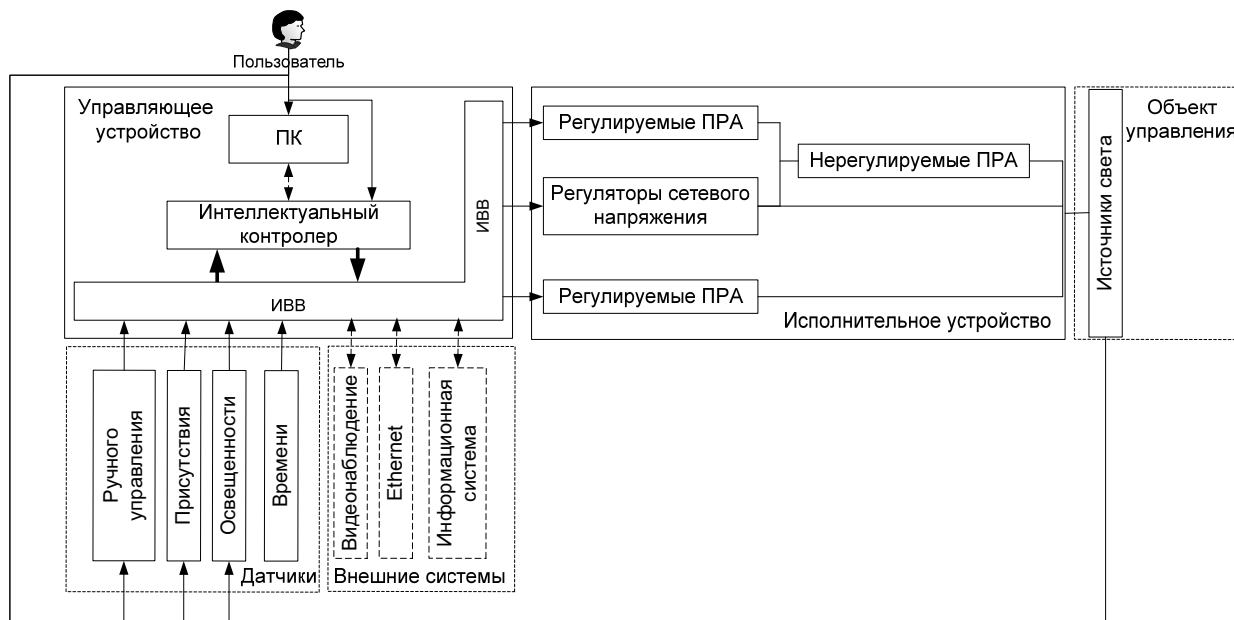 Пользователь
Управляющее
устройство
ПК
Интеллектуальный
контролер
ИВВ
ИВВ
Регулируемые ПРА
Нерегулируемые ПРА
Регуляторы сетевого
напряжения
Регулируемые ПРА
Исполнительное устройство
Объект
управления
Источники света
Ручного
управления
Присутствия
Освещенности
Времени
Датчики
Видеонаблюдение
Ethernet
Информационная
система
Внешние системы